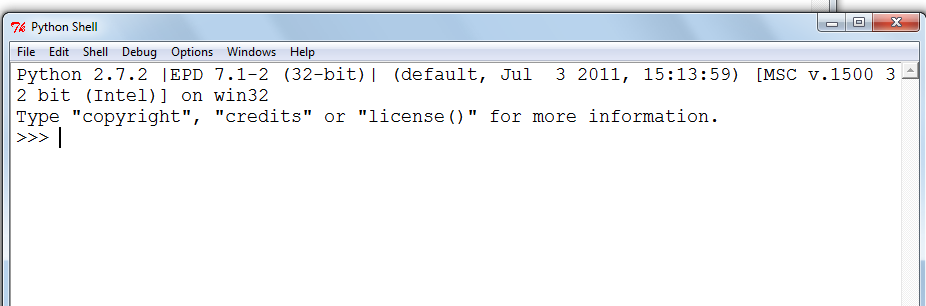 Python Shell
File Edit Shell Debug Options Windows Help
Python 2.7.2 |EPD 7.1-2 (32-bit)| (default, Jul  3 2011, 15:13:59) [MSC v.1500 3
2 bit (Intel)] on win32
Type "copyright", "credits" or "license()" for more information.
>>>